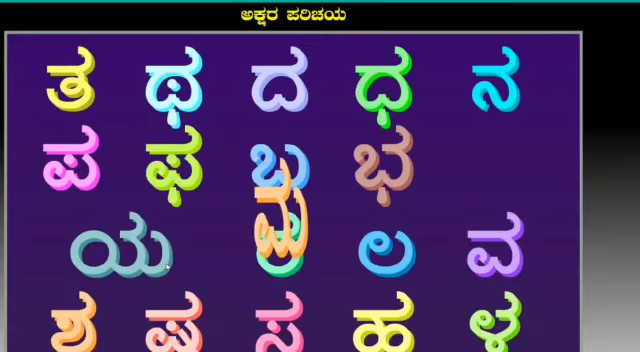 ಅಕ್ಷರ ಪರಿಚಯ
ತ ಥ ದ ಧ ನ
ಪ ಫ ಬ ಭ
ಮ
ಯ ಲ ವ
ಶ ಷ ಸ ಹ ಳ